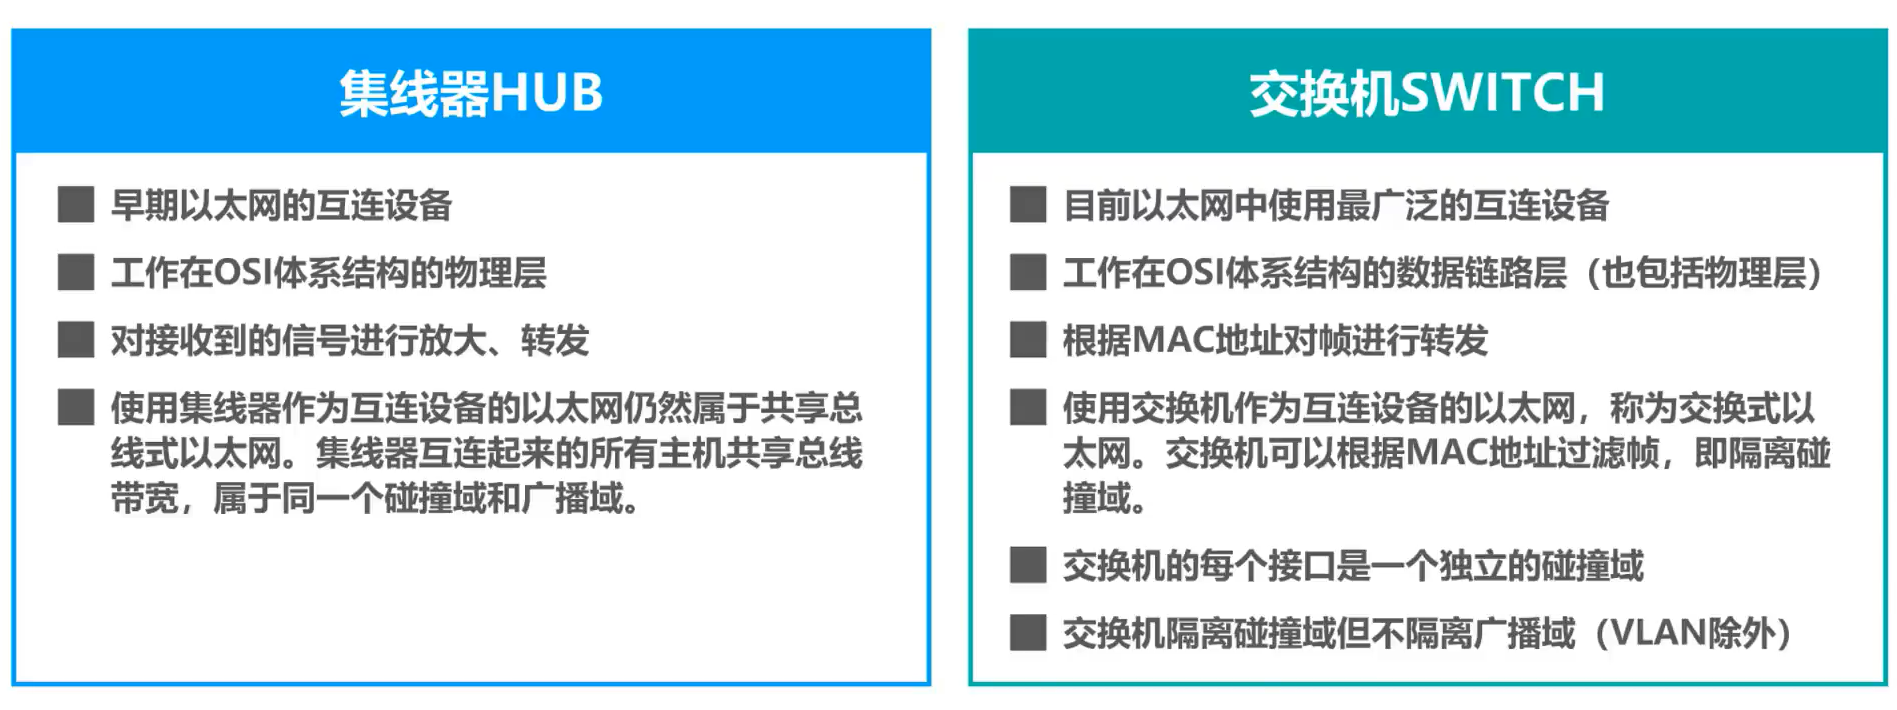 集线器HUB
早期以太网的互连设备
工作在OSI体系结构的物理层
对接收到的信号进行放大、转发
使用集线器作为互连设备的以太网仍然属于共享总
线式以太网。集线器互连起来的所有主机共享总线
带宽，属于同一个碰撞域和广播域。
交换机SWITCH
目前以太网中使用最广泛的互连设备
工作在OSI体系结构的数据链路层（也包括物理层）
根据MAC地址对帧进行转发
使用交换机作为互连设备的以太网，称为交换式以
太网。交换机可以根据MAC地址过滤帧，即隔离碰
撞域。
交换机的每个接口是一个独立的碰撞域
交换机隔离碰撞域但不隔离广播域（VLAN除外）